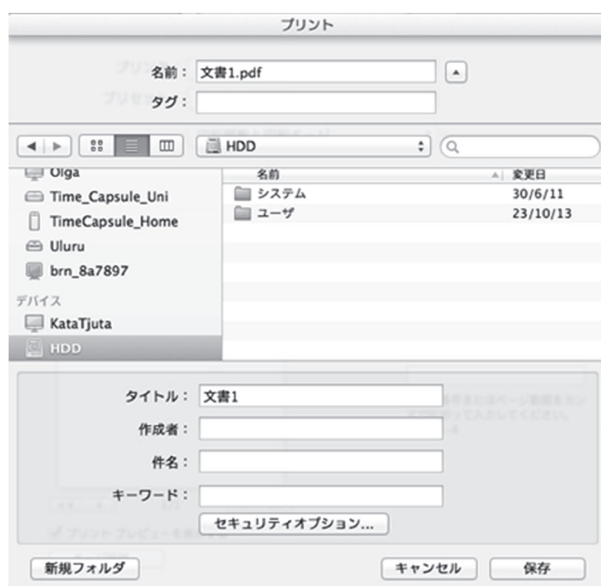 プリント
名前：文書1.pdf
タグ：
HDD
Olga
Time_Capsule_Uni
TimeCapsule_Home
Uluru
brn_8a7897
デバイス
KataTjuta
HDD
名前 変更日
システム 30/6/11
ユーザ 23/10/13
タイトル：文書1
作成者：
件名：
キーワード：
セキュリティオプション...
新規フォルダ キャンセル 保存